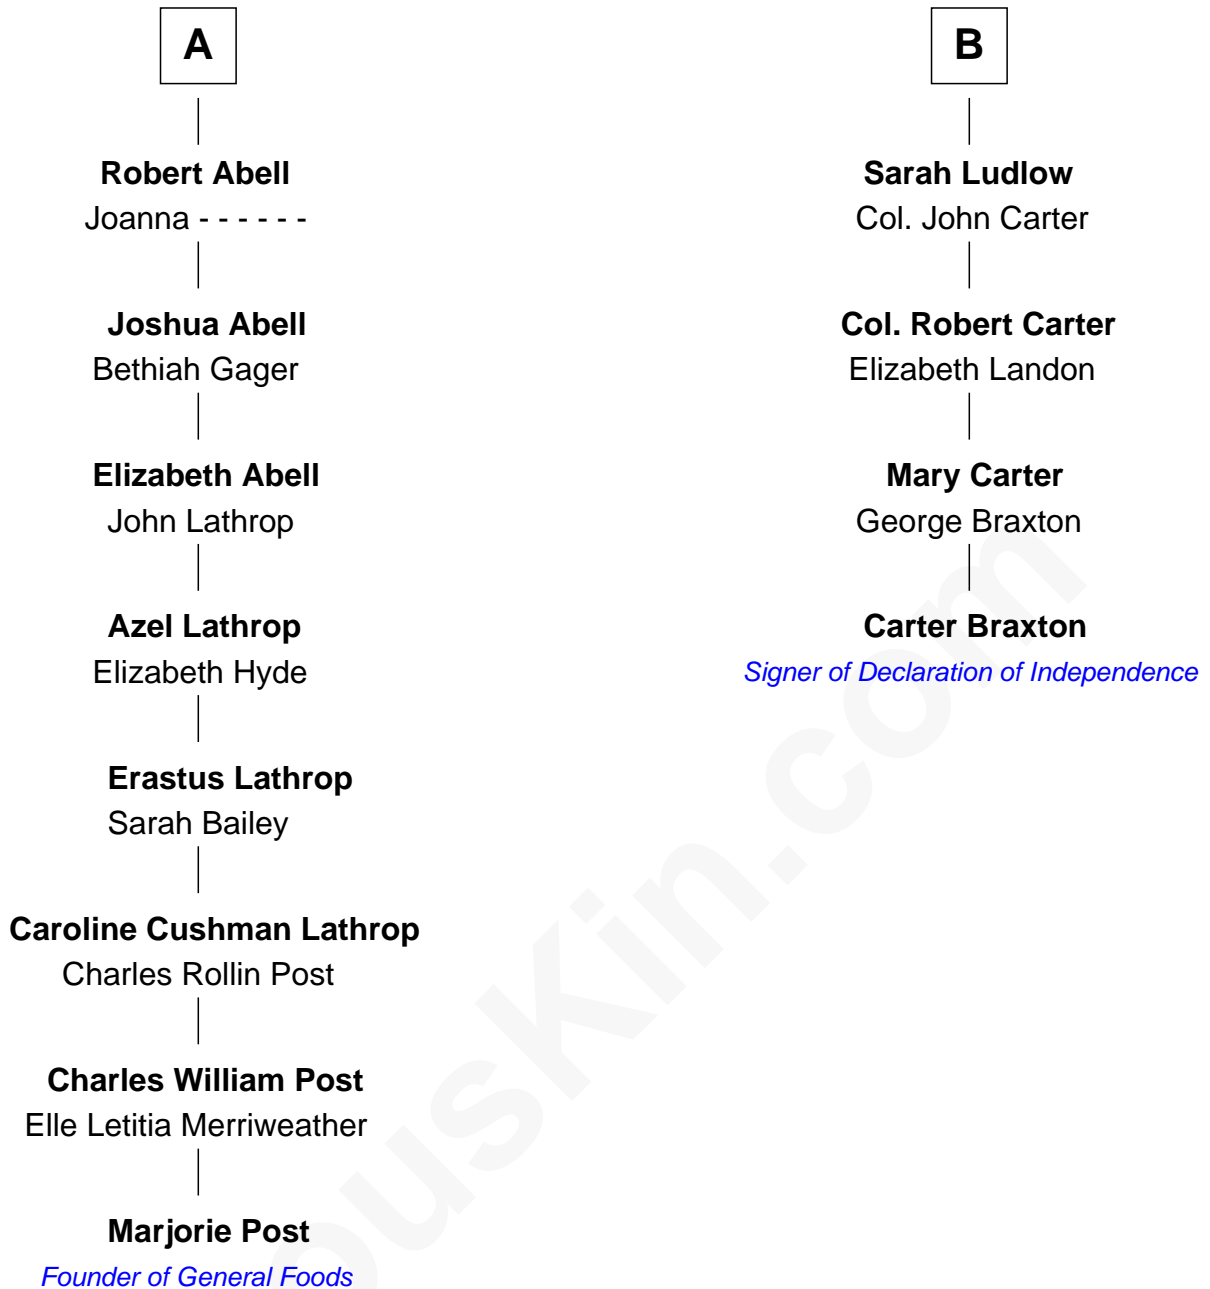 A
Robert Abell
Joanna - - - - - -
Joshua Abell
Bethiah Gager
Elizabeth Abell
John Lathrop
Azel Lathrop
Elizabeth Hyde
Erastus Lathrop
Sarah Bailey
Caroline Cushman Lathrop
Charles Rollin Post
Charles William Post
Elle Letitia Merriweather
Marjorie Post
Founder of General Foods
B
Sarah Ludlow
Col. John Carter
Col. Robert Carter
Elizabeth Landon
Mary Carter
George Braxton
Carter Braxton
Signer of Declaration of Independence
ouskin.com